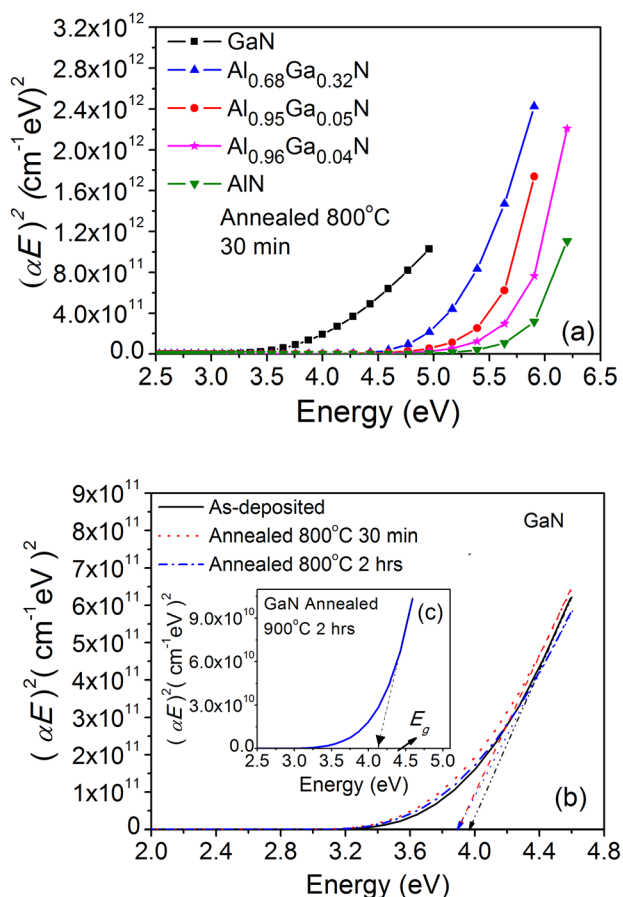 3.2x10¹²
2.8x10¹²
2.4x10¹²
2.0x10¹²
1.6x10¹²
1.2x10¹²
8.0x10¹¹
4.0x10¹¹
0.0
(αE)² (cm⁻¹eV)²
GaN
Al₀.₆₈Ga₀.₃₂N
Al₀.₉₅Ga₀.₀₅N
Al₀.₉₆Ga₀.₀₄N
AlN
Annealed 800°C
30 min
(a)
2.5 3.0 3.5 4.0 4.5 5.0 5.5 6.0 6.5
Energy (eV)
9x10¹¹
8x10¹¹
7x10¹¹
6x10¹¹
5x10¹¹
4x10¹¹
3x10¹¹
2x10¹¹
1x10¹¹
0
(αE)² (cm⁻¹eV)²
As-deposited
Annealed 800°C 30 min
Annealed 800°C 2 hrs
GaN
GaN Annealed
900°C 2 hrs
(c)
9.0x10¹⁰
6.0x10¹⁰
3.0x10¹⁰
0.0
(αE)² (cm⁻¹eV)²
E_g
2.5 3.0 3.5 4.0 4.5 5.0
Energy (eV)
(b)
2.0 2.4 2.8 3.2 3.6 4.0 4.4 4.8
Energy (eV)